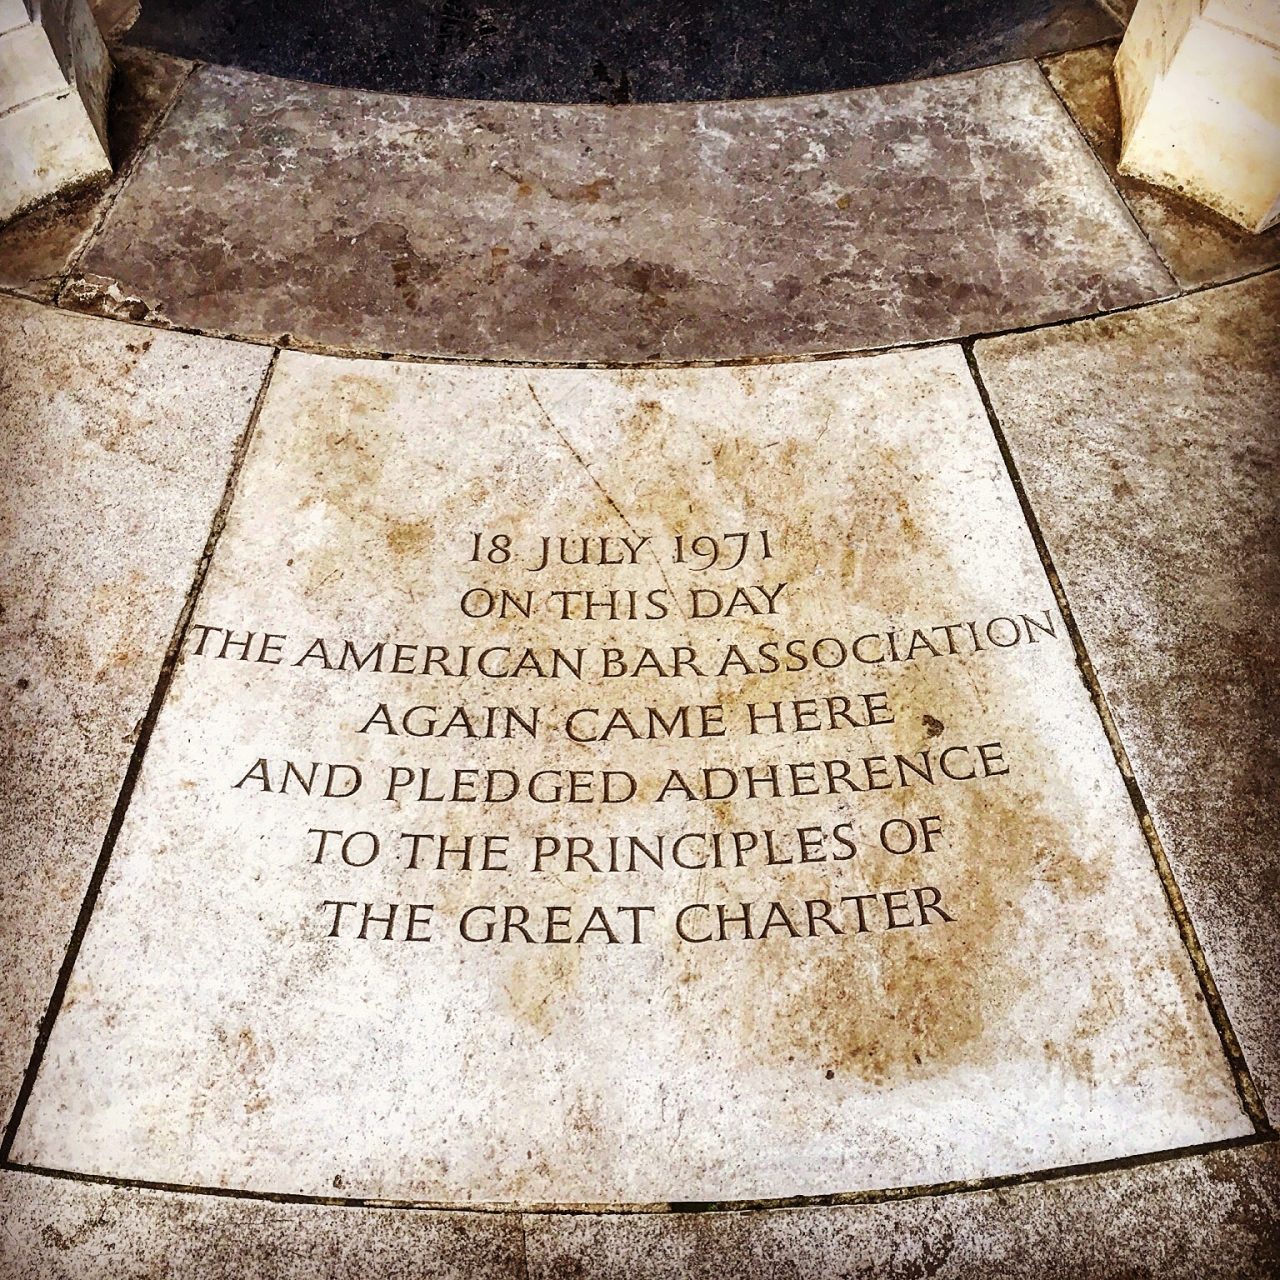 18 JULY 1971
ON THIS DAY
THE AMERICAN BAR ASSOCIATION
AGAIN CAME HERE
AND PLEDGED ADHERENCE
TO THE PRINCIPLES OF
THE GREAT CHARTER